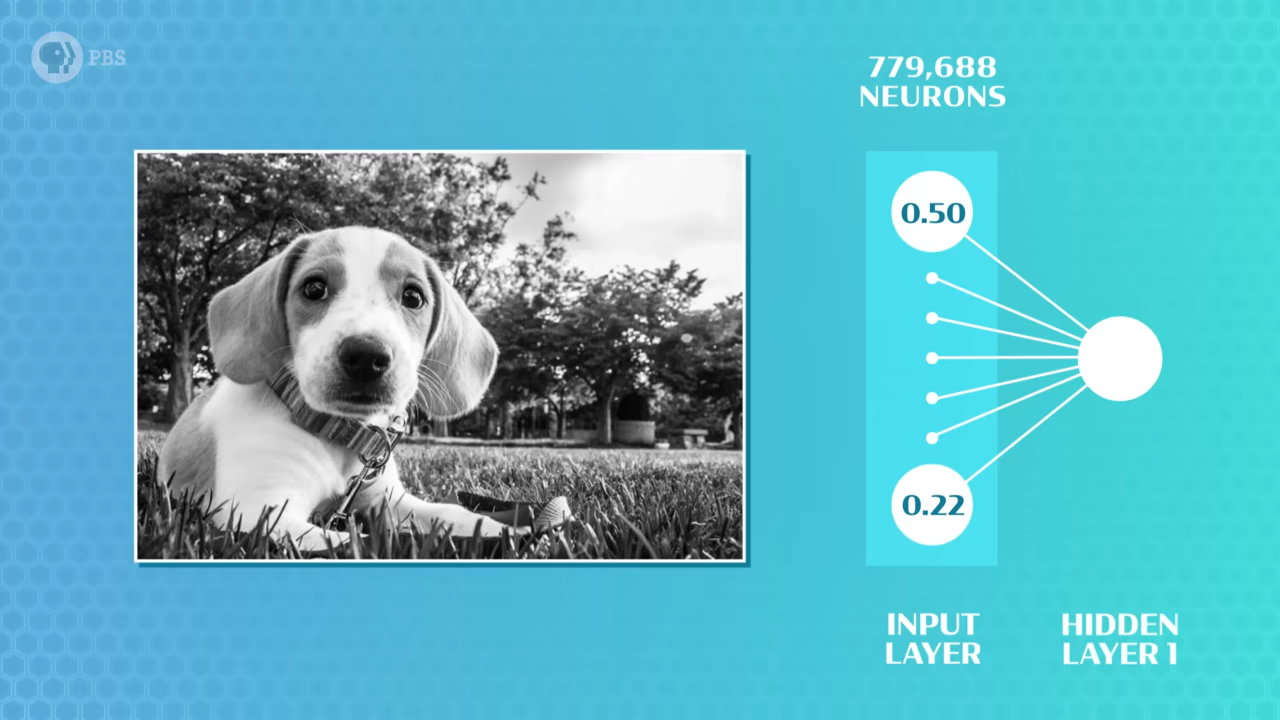 PBS
779,688
NEURONS
0.50
0.22
INPUT
LAYER
HIDDEN
LAYER 1